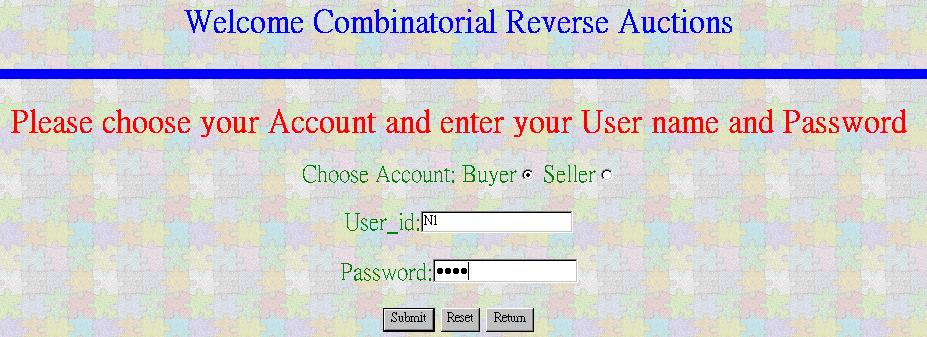 Welcome Combinatorial Reverse Auctions
Please choose your Account and enter your User name and Password
Choose Account: Buyer Seller
User_id: N1
Password: ••••
Submit Reset Return